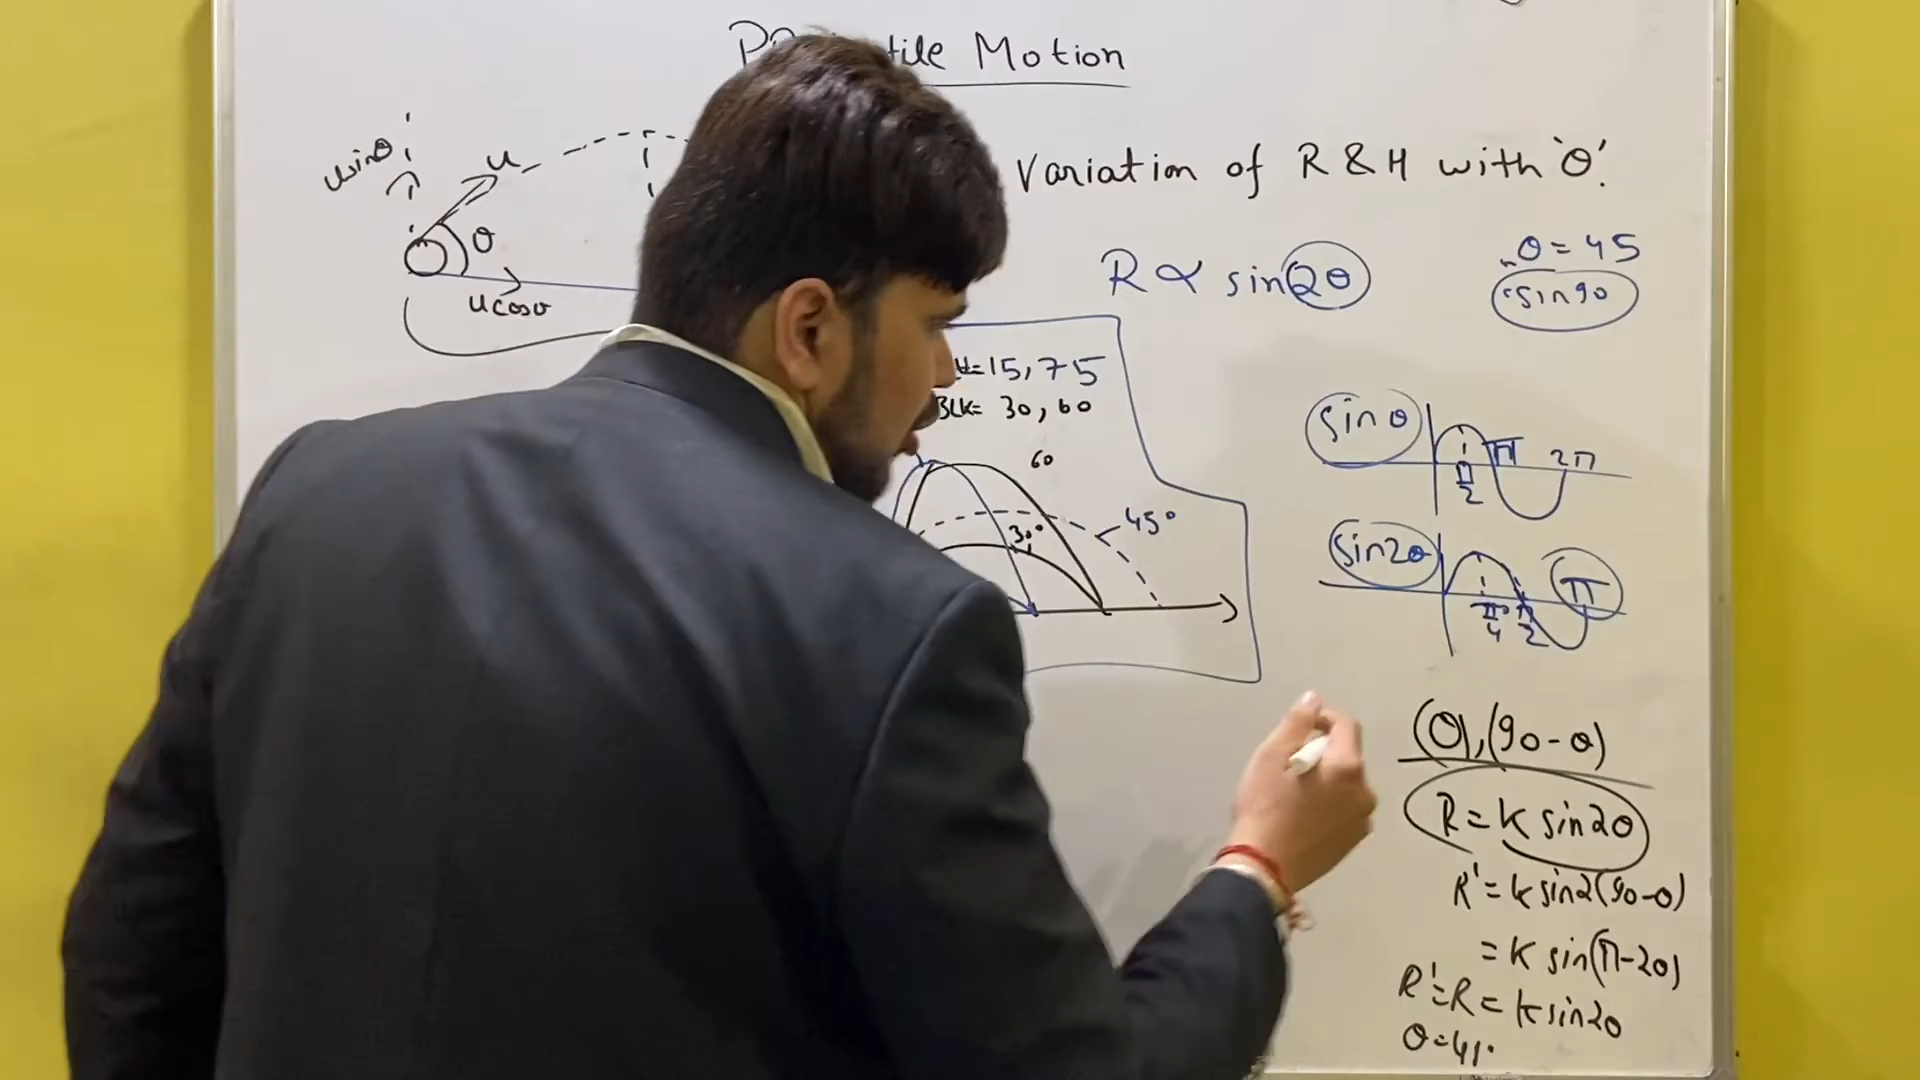 Motion
Variation of R & H with 'θ'.
usinθ
u
θ
ucosθ
R ∝ sin2θ
θ = 45
sin90
=15,75
BLK= 30, 60
60
45°
30°
sinθ
π/2
π
2π
sin2θ
π/4
π/2
π
(θ),(90-θ)
R = K sin2θ
R' = K sin2(90-θ)
= K sin(π-2θ)
R' = R = K sin2θ
θ=41°